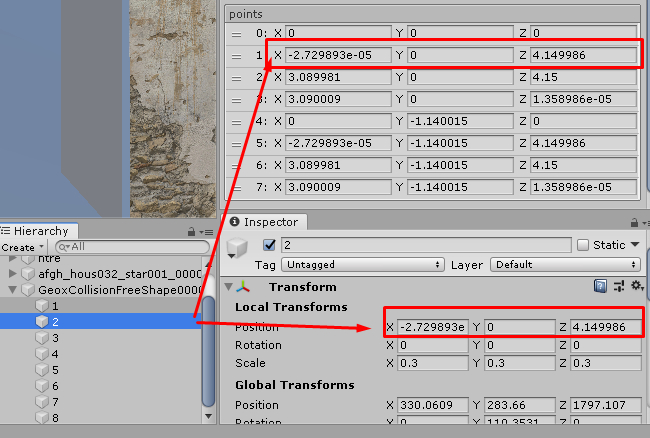 points
0: X 0 Y 0 Z 0
1: X -2.729893e-05 Y 0 Z 4.149986
2: X 3.089981 Y 0 Z 4.15
3: X 3.090009 Y 0 Z 1.358986e-05
4: X 0 Y -1.140015 Z 0
5: X -2.729893e-05 Y -1.140015 Z 4.149986
6: X 3.089981 Y -1.140015 Z 4.15
7: X 3.090009 Y -1.140015 Z 1.358986e-05
Hierarchy
Create All
ntre
afgh_hous032_star001_0000
GeoxCollisionFreeShape0000
1
2
3
4
5
6
7
8
Inspector
2 Static
Tag Untagged Layer Default
Transform
Local Transforms
Position X -2.729893e Y 0 Z 4.149986
Rotation X 0 Y 0 Z 0
Scale X 0.3 Y 0.3 Z 0.3
Global Transforms
Position X 330.0609 Y 283.66 Z 1797.107
Rotation X 0 Y 110.3531 Z 0